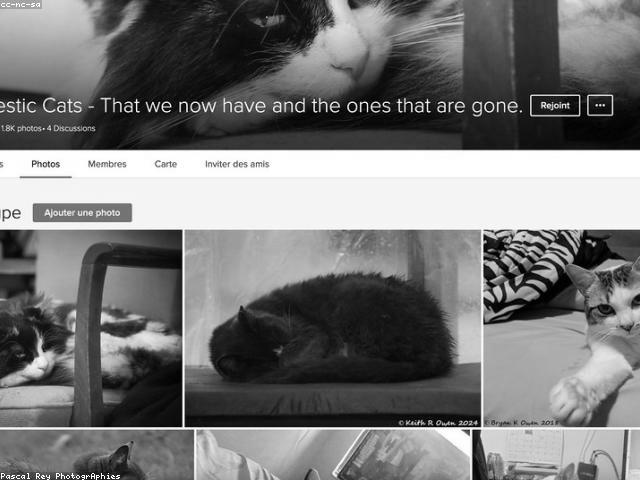 cc-nc-sa
estic Cats - That we now have and the ones that are gone.
Rejoint
1.8K photos • 4 Discussions
s
Photos
Membres
Carte
Inviter des amis
upe
Ajouter une photo
© Keith R Owen 2024
© Bryan K Owen 2015
Pascal Rey PhotoGrAPhies